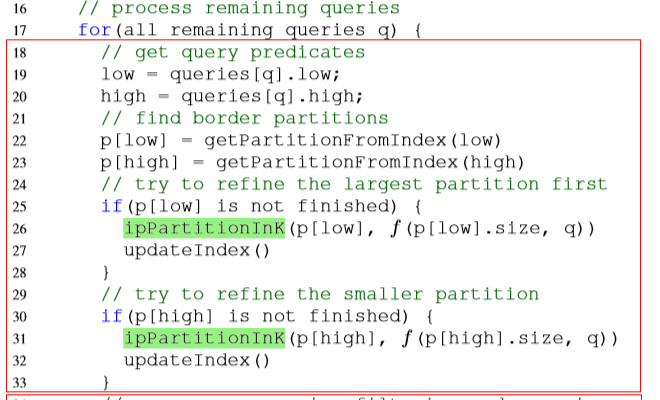 16 // process remaining queries
17 for(all remaining queries q) {
18 // get query predicates
19 low = queries[q].low;
20 high = queries[q].high;
21 // find border partitions
22 p[low] = getPartitionFromIndex(low)
23 p[high] = getPartitionFromIndex(high)
24 // try to refine the largest partition first
25 if(p[low] is not finished) {
26 ipPartitionInK(p[low], f(p[low].size, q))
27 updateIndex()
28 }
29 // try to refine the smaller partition
30 if(p[high] is not finished) {
31 ipPartitionInK(p[high], f(p[high].size, q))
32 updateIndex()
33 }